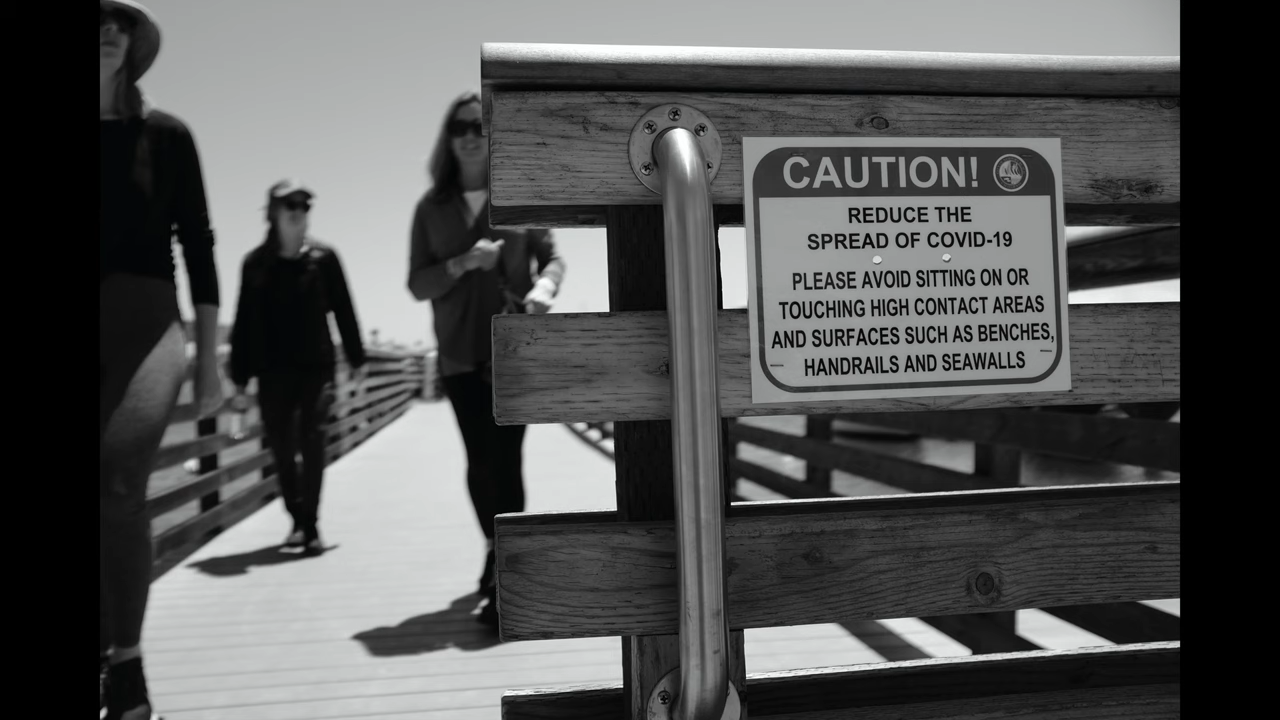 CAUTION!
REDUCE THE
SPREAD OF COVID-19
PLEASE AVOID SITTING ON OR
TOUCHING HIGH CONTACT AREAS
AND SURFACES SUCH AS BENCHES,
HANDRAILS AND SEAWALLS